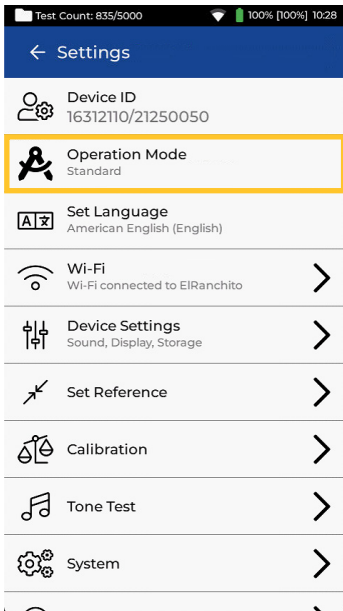 Test Count: 835/5000 100% [100%] 10:28
Settings
Device ID
16312110/21250050
Operation Mode
Standard
A
Set Language
American English (English)
Wi-Fi
Wi-Fi connected to ElRanchito
Device Settings
Sound, Display, Storage
Set Reference
Calibration
Tone Test
System